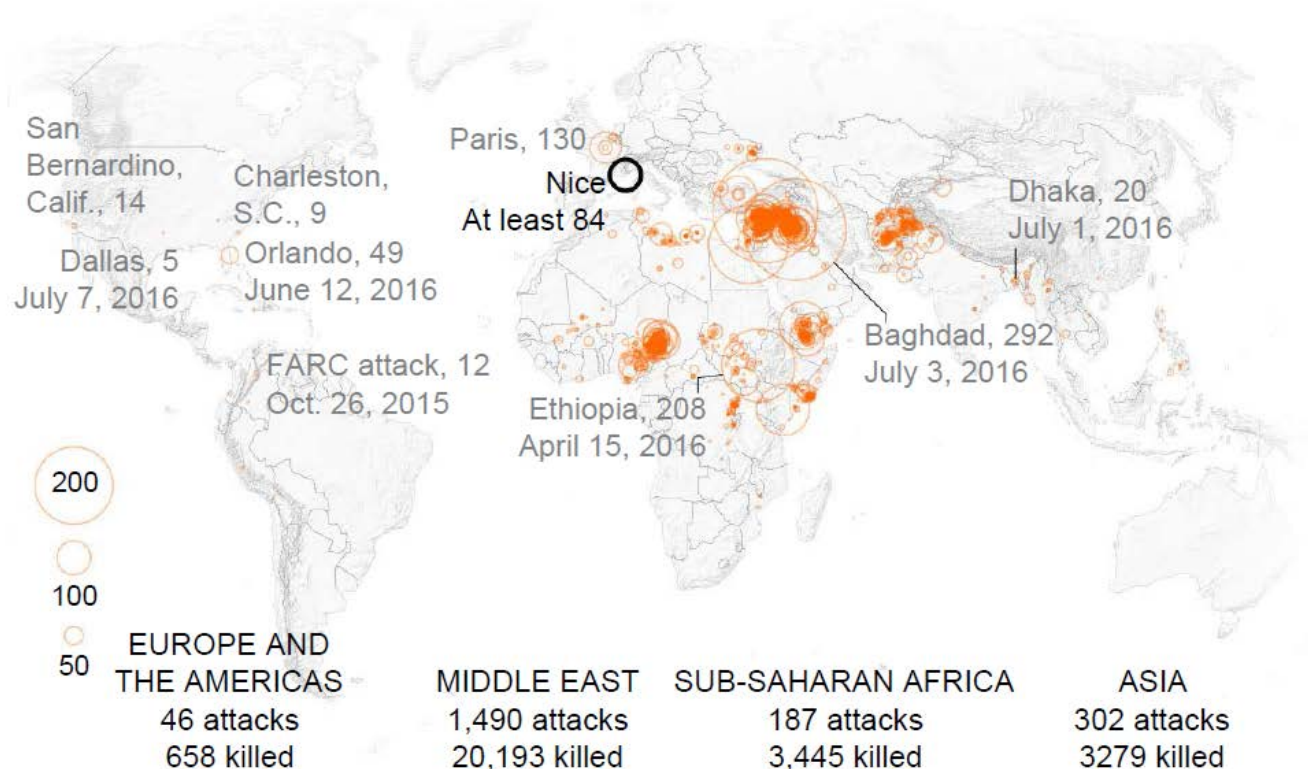 San
Bernardino,
Calif., 14
Charleston,
S.C., 9
Dallas, 5
July 7, 2016
Orlando, 49
June 12, 2016
FARC attack, 12
Oct. 26, 2015
Paris, 130
Nice
At least 84
Dhaka, 20
July 1, 2016
Baghdad, 292
July 3, 2016
Ethiopia, 208
April 15, 2016
200
100
50
EUROPE AND
THE AMERICAS
46 attacks
658 killed
MIDDLE EAST
1,490 attacks
20,193 killed
SUB-SAHARAN AFRICA
187 attacks
3,445 killed
ASIA
302 attacks
3279 killed